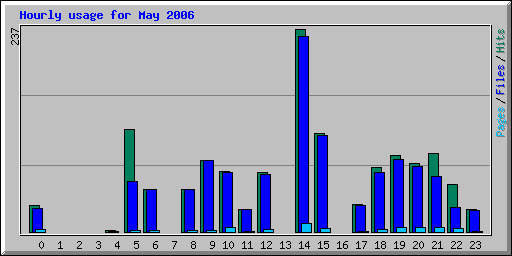 Hourly usage for May 2006
237
Pages / Files / Hits
0 1 2 3 4 5 6 7 8 9 10 11 12 13 14 15 16 17 18 19 20 21 22 23